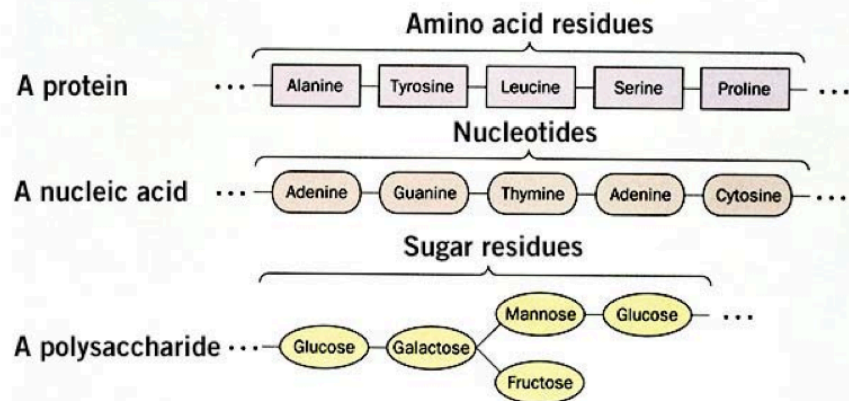 Amino acid residues
A protein ... Alanine Tyrosine Leucine Serine Proline ...
Nucleotides
A nucleic acid ... Adenine Guanine Thymine Adenine Cytosine ...
Sugar residues
Mannose Glucose ...
A polysaccharide ... Glucose Galactose
Fructose